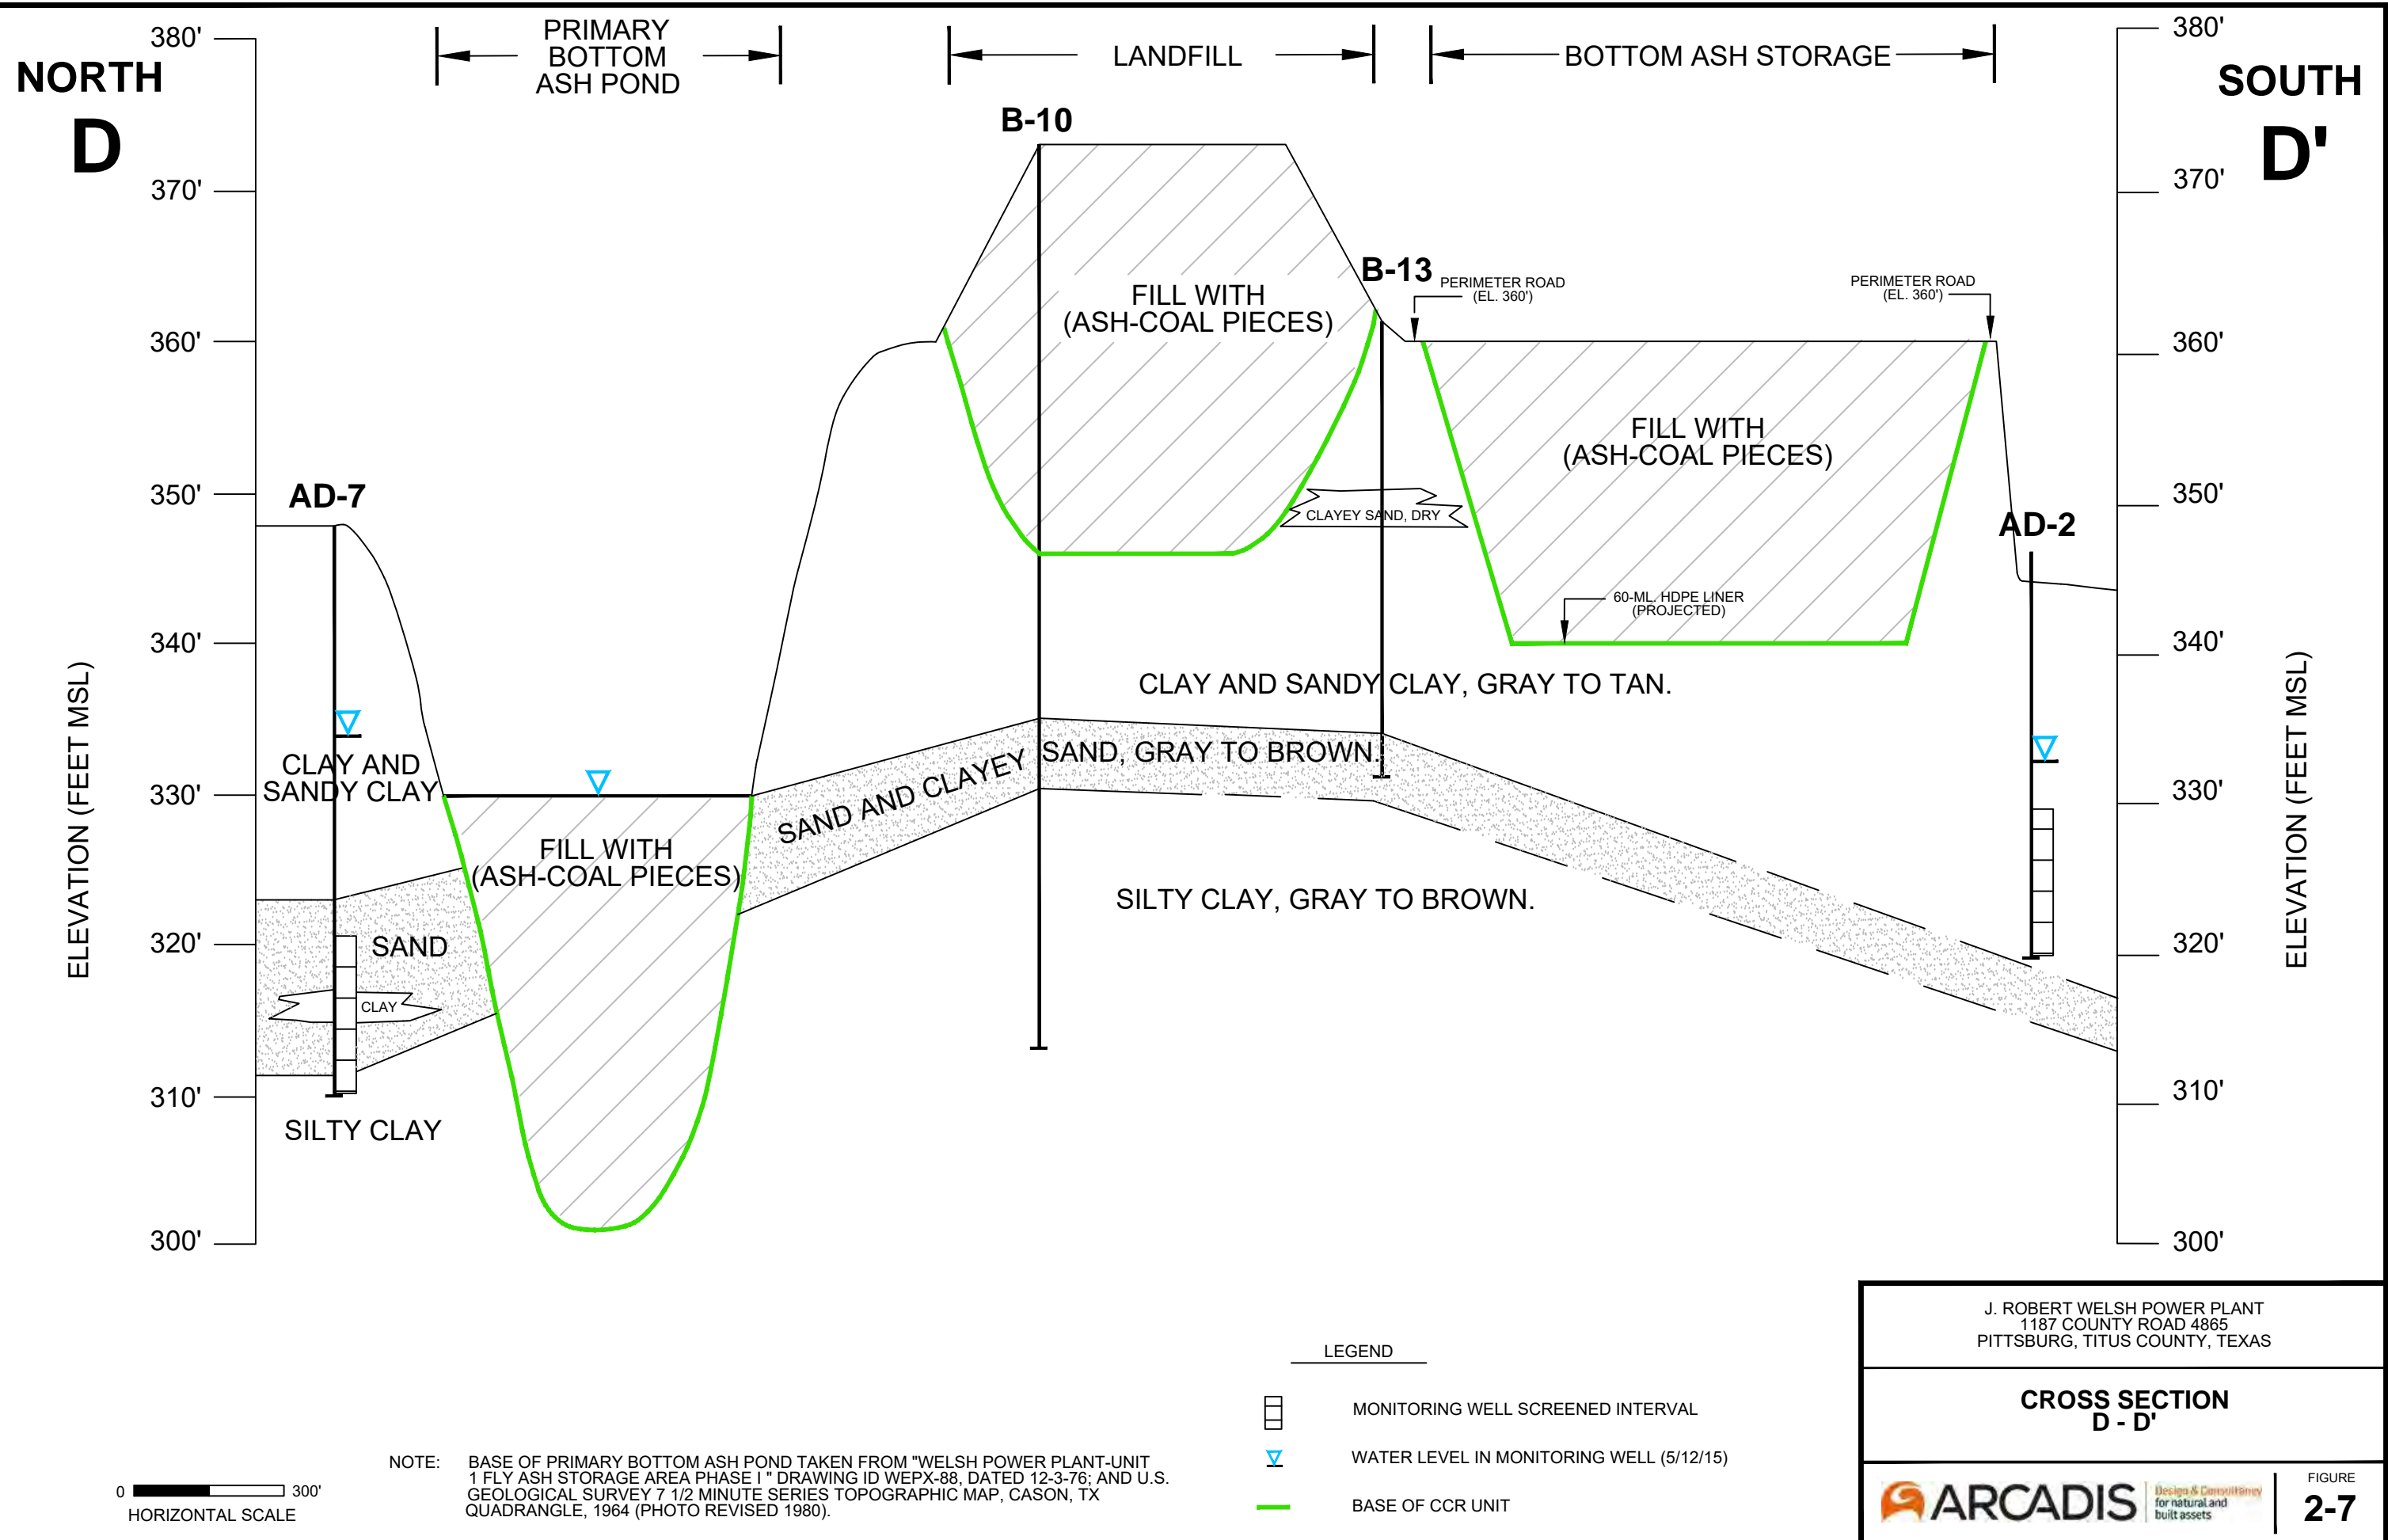 NORTH
D
380'
370'
360'
350'
340'
330'
320'
310'
300'
ELEVATION (FEET MSL)
PRIMARY
BOTTOM
ASH POND
LANDFILL
BOTTOM ASH STORAGE
380'
370'
360'
350'
340'
330'
320'
310'
300'
SOUTH
D'
ELEVATION (FEET MSL)
B-10
B-13
PERIMETER ROAD
(EL. 360')
PERIMETER ROAD
(EL. 360')
FILL WITH
(ASH-COAL PIECES)
FILL WITH
(ASH-COAL PIECES)
AD-7
CLAYEY SAND, DRY
AD-2
60-ML. HDPE LINER
(PROJECTED)
CLAY AND SANDY CLAY, GRAY TO TAN.
CLAY AND
SANDY CLAY
SAND AND CLAYEY SAND, GRAY TO BROWN.
FILL WITH
(ASH-COAL PIECES)
SILTY CLAY, GRAY TO BROWN.
SAND
CLAY
SILTY CLAY
0 300'
HORIZONTAL SCALE
NOTE: BASE OF PRIMARY BOTTOM ASH POND TAKEN FROM "WELSH POWER PLANT-UNIT
1 FLY ASH STORAGE AREA PHASE I " DRAWING ID WEPX-88, DATED 12-3-76; AND U.S.
GEOLOGICAL SURVEY 7 1/2 MINUTE SERIES TOPOGRAPHIC MAP, CASON, TX
QUADRANGLE, 1964 (PHOTO REVISED 1980).
LEGEND
MONITORING WELL SCREENED INTERVAL
WATER LEVEL IN MONITORING WELL (5/12/15)
BASE OF CCR UNIT
J. ROBERT WELSH POWER PLANT
1187 COUNTY ROAD 4865
PITTSBURG, TITUS COUNTY, TEXAS
CROSS SECTION
D - D'
ARCADIS
Design & Consultancy
for natural and
built assets
FIGURE
2-7